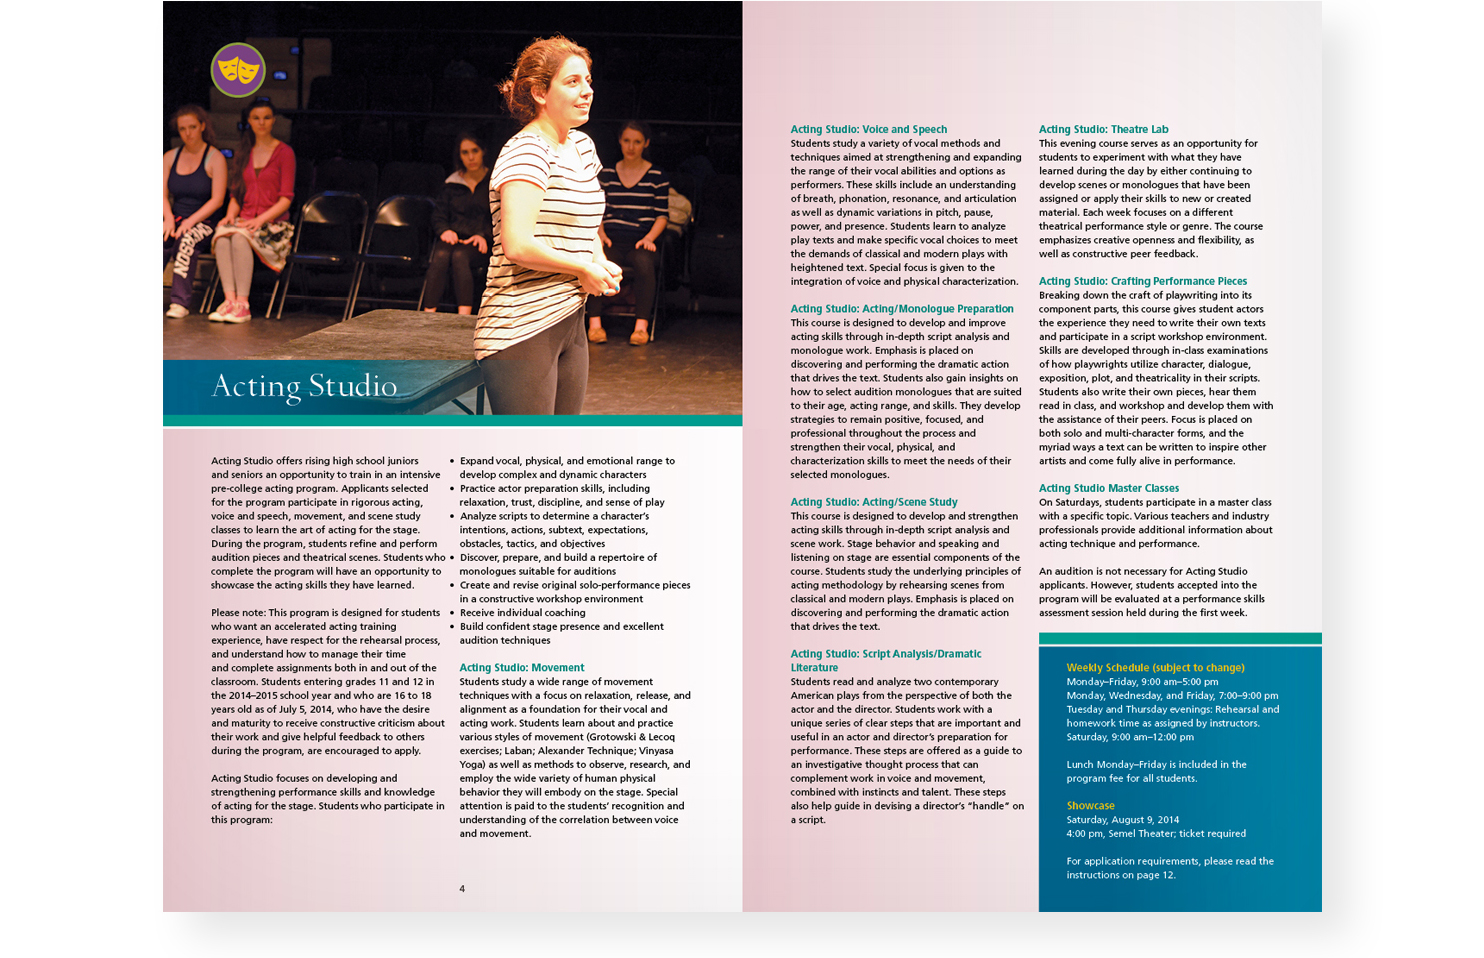 Acting Studio
Acting Studio offers rising high school juniors
and seniors an opportunity to train in an intensive
pre-college acting program. Applicants selected
for the program participate in rigorous acting,
voice and speech, movement, and scene study
classes to learn the art of acting for the stage.
During the program, students refine and perform
audition pieces and theatrical scenes. Students who
complete the program will have an opportunity to
showcase the acting skills they have learned.
Please note: This program is designed for students
who want an accelerated acting training
experience, have respect for the rehearsal process,
and understand how to manage their time
and complete assignments both in and out of the
classroom. Students entering grades 11 and 12 in
the 2014–2015 school year and who are 16 to 18
years old as of July 5, 2014, who have the desire
and maturity to receive constructive criticism about
their work and give helpful feedback to others
during the program, are encouraged to apply.
Acting Studio focuses on developing and
strengthening performance skills and knowledge
of acting for the stage. Students who participate in
this program:
• Expand vocal, physical, and emotional range to
develop complex and dynamic characters
• Practice actor preparation skills, including
relaxation, trust, discipline, and sense of play
• Analyze scripts to determine a character's
intentions, actions, subtext, expectations,
obstacles, tactics, and objectives
• Discover, prepare, and build a repertoire of
monologues suitable for auditions
• Create and revise original solo-performance pieces
in a constructive workshop environment
• Receive individual coaching
• Build confident stage presence and excellent
audition techniques
Acting Studio: Movement
Students study a wide range of movement
techniques with a focus on relaxation, release, and
alignment as a foundation for their vocal and
acting work. Students learn about and practice
various styles of movement (Grotowski & Lecoq
exercises; Laban; Alexander Technique; Vinyasa
Yoga) as well as methods to observe, research, and
employ the wide variety of human physical
behavior they will embody on the stage. Special
attention is paid to the students' recognition and
understanding of the correlation between voice
and movement.
4
Acting Studio: Voice and Speech
Students study a variety of vocal methods and
techniques aimed at strengthening and expanding
the range of their vocal abilities and options as
performers. These skills include an understanding
of breath, phonation, resonance, and articulation
as well as dynamic variations in pitch, pause,
power, and presence. Students learn to analyze
play texts and make specific vocal choices to meet
the demands of classical and modern plays with
heightened text. Special focus is given to the
integration of voice and physical characterization.
Acting Studio: Acting/Monologue Preparation
This course is designed to develop and improve
acting skills through in-depth script analysis and
monologue work. Emphasis is placed on
discovering and performing the dramatic action
that drives the text. Students also gain insights on
how to select audition monologues that are suited
to their age, acting range, and skills. They develop
strategies to remain positive, focused, and
professional throughout the process and
strengthen their vocal, physical, and
characterization skills to meet the needs of their
selected monologues.
Acting Studio: Acting/Scene Study
This course is designed to develop and strengthen
acting skills through in-depth script analysis and
scene work. Stage behavior and speaking and
listening on stage are essential components of the
course. Students study the underlying principles of
acting methodology by rehearsing scenes from
classical and modern plays. Emphasis is placed on
discovering and performing the dramatic action
that drives the text.
Acting Studio: Script Analysis/Dramatic
Literature
Students read and analyze two contemporary
American plays from the perspective of both the
actor and the director. Students work with a
unique series of clear steps that are important and
useful in an actor and director's preparation for
performance. These steps are offered as a guide to
an investigative thought process that can
complement work in voice and movement,
combined with instincts and talent. These steps
also help guide in devising a director's "handle" on
a script.
Acting Studio: Theatre Lab
This evening course serves as an opportunity for
students to experiment with what they have
learned during the day by either continuing to
develop scenes or monologues that have been
assigned or apply their skills to new or created
material. Each week focuses on a different
theatrical performance style or genre. The course
emphasizes creative openness and flexibility, as
well as constructive peer feedback.
Acting Studio: Crafting Performance Pieces
Breaking down the craft of playwriting into its
component parts, this course gives student actors
the experience they need to write their own texts
and participate in a script workshop environment.
Skills are developed through in-class examinations
of how playwrights utilize character, dialogue,
exposition, plot, and theatricality in their scripts.
Students also write their own pieces, hear them
read in class, and workshop and develop them with
the assistance of their peers. Focus is placed on
both solo and multi-character forms, and the
myriad ways a text can be written to inspire other
artists and come fully alive in performance.
Acting Studio Master Classes
On Saturdays, students participate in a master class
with a specific topic. Various teachers and industry
professionals provide additional information about
acting technique and performance.
An audition is not necessary for Acting Studio
applicants. However, students accepted into the
program will be evaluated at a performance skills
assessment session held during the first week.
Weekly Schedule (subject to change)
Monday–Friday, 9:00 am–5:00 pm
Monday, Wednesday, and Friday, 7:00–9:00 pm
Tuesday and Thursday evenings: Rehearsal and
homework time as assigned by instructors.
Saturday, 9:00 am–12:00 pm
Lunch Monday–Friday is included in the
program fee for all students.
Showcase
Saturday, August 9, 2014
4:00 pm, Semel Theater; ticket required
For application requirements, please read the
instructions on page 12.